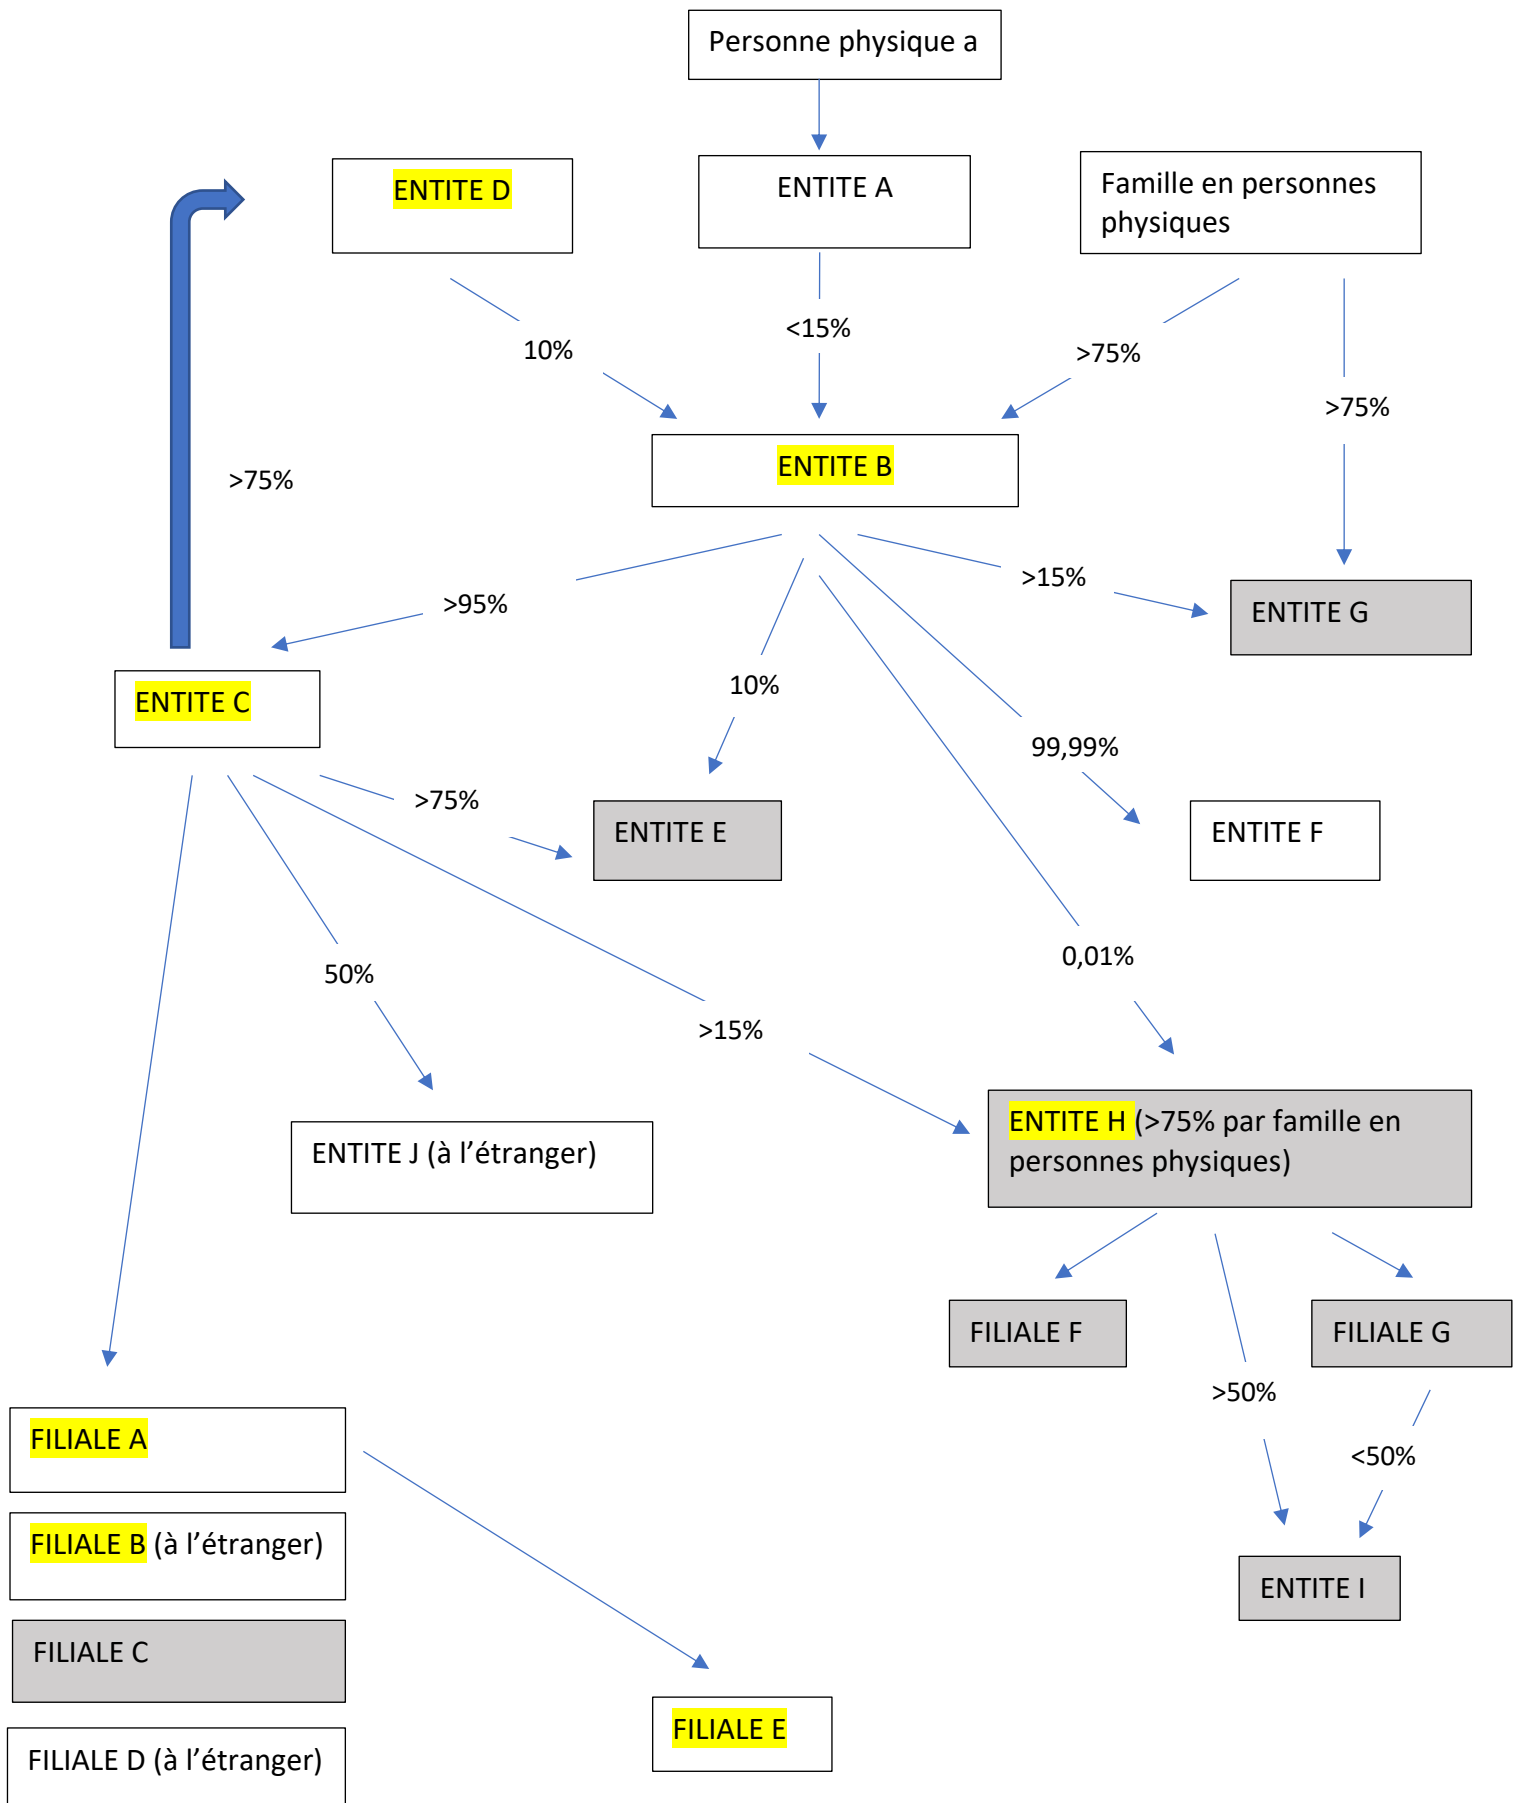 Personne physique a
ENTITE D
ENTITE A
Famille en personnes
physiques
<15%
10%
>75%
>75%
ENTITE B
>75%
>15%
>95%
ENTITE G
10%
ENTITE C
99,99%
>75%
ENTITE E
ENTITE F
0,01%
50%
>15%
ENTITE H (>75% par famille en
personnes physiques)
ENTITE J (à l’étranger)
FILIALE F
FILIALE G
>50%
<50%
FILIALE A
FILIALE B (à l’étranger)
ENTITE I
FILIALE C
FILIALE E
FILIALE D (à l’étranger)